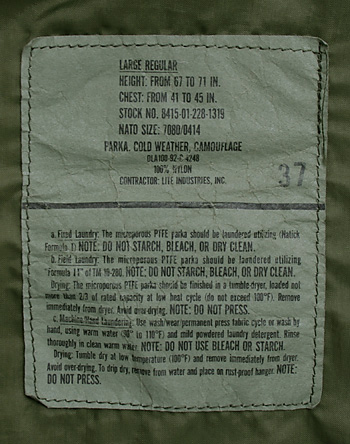 LARGE REGULAR
HEIGHT: FROM 67 TO 71 IN.
CHEST: FROM 41 TO 45 IN.
STOCK NO. 8415-01-228-1319
NATO SIZE: 7080/0414
PARKA, COLD WEATHER, CAMOUFLAGE
DLA100-92-C-4248
100% NYLON
CONTRACTOR: LITE INDUSTRIES, INC.
37
a. Fixed Laundry: The microporous PTFE parka should be laundered utilizing (Natick
Formula 1) NOTE: DO NOT STARCH, BLEACH, OR DRY CLEAN.
b. Field Laundry: The microporous PTFE parka should be laundered utilizing
"Formula 11" of TM 10-280. NOTE: DO NOT STARCH, BLEACH, OR DRY CLEAN.
Drying: The microporous PTFE parka should be finished in a tumble dryer, loaded not
more than 2/3 of rated capacity at low heat cycle (do not exceed 100°F). Remove
immediately from dryer. Avoid over-drying. NOTE: DO NOT PRESS.
c. Machine/Hand Laundering: Use wash/wear permanent press fabric cycle or wash by
hand, using warm water (90° to 110°F) and mild powdered laundry detergent. Rinse
thoroughly in clean warm water. NOTE: DO NOT USE BLEACH OR STARCH.
Drying: Tumble dry at low temperature (100°F) and remove immediately from dryer.
Avoid over-drying. To drip dry, remove from water and place on rust-proof hanger. NOTE:
DO NOT PRESS.